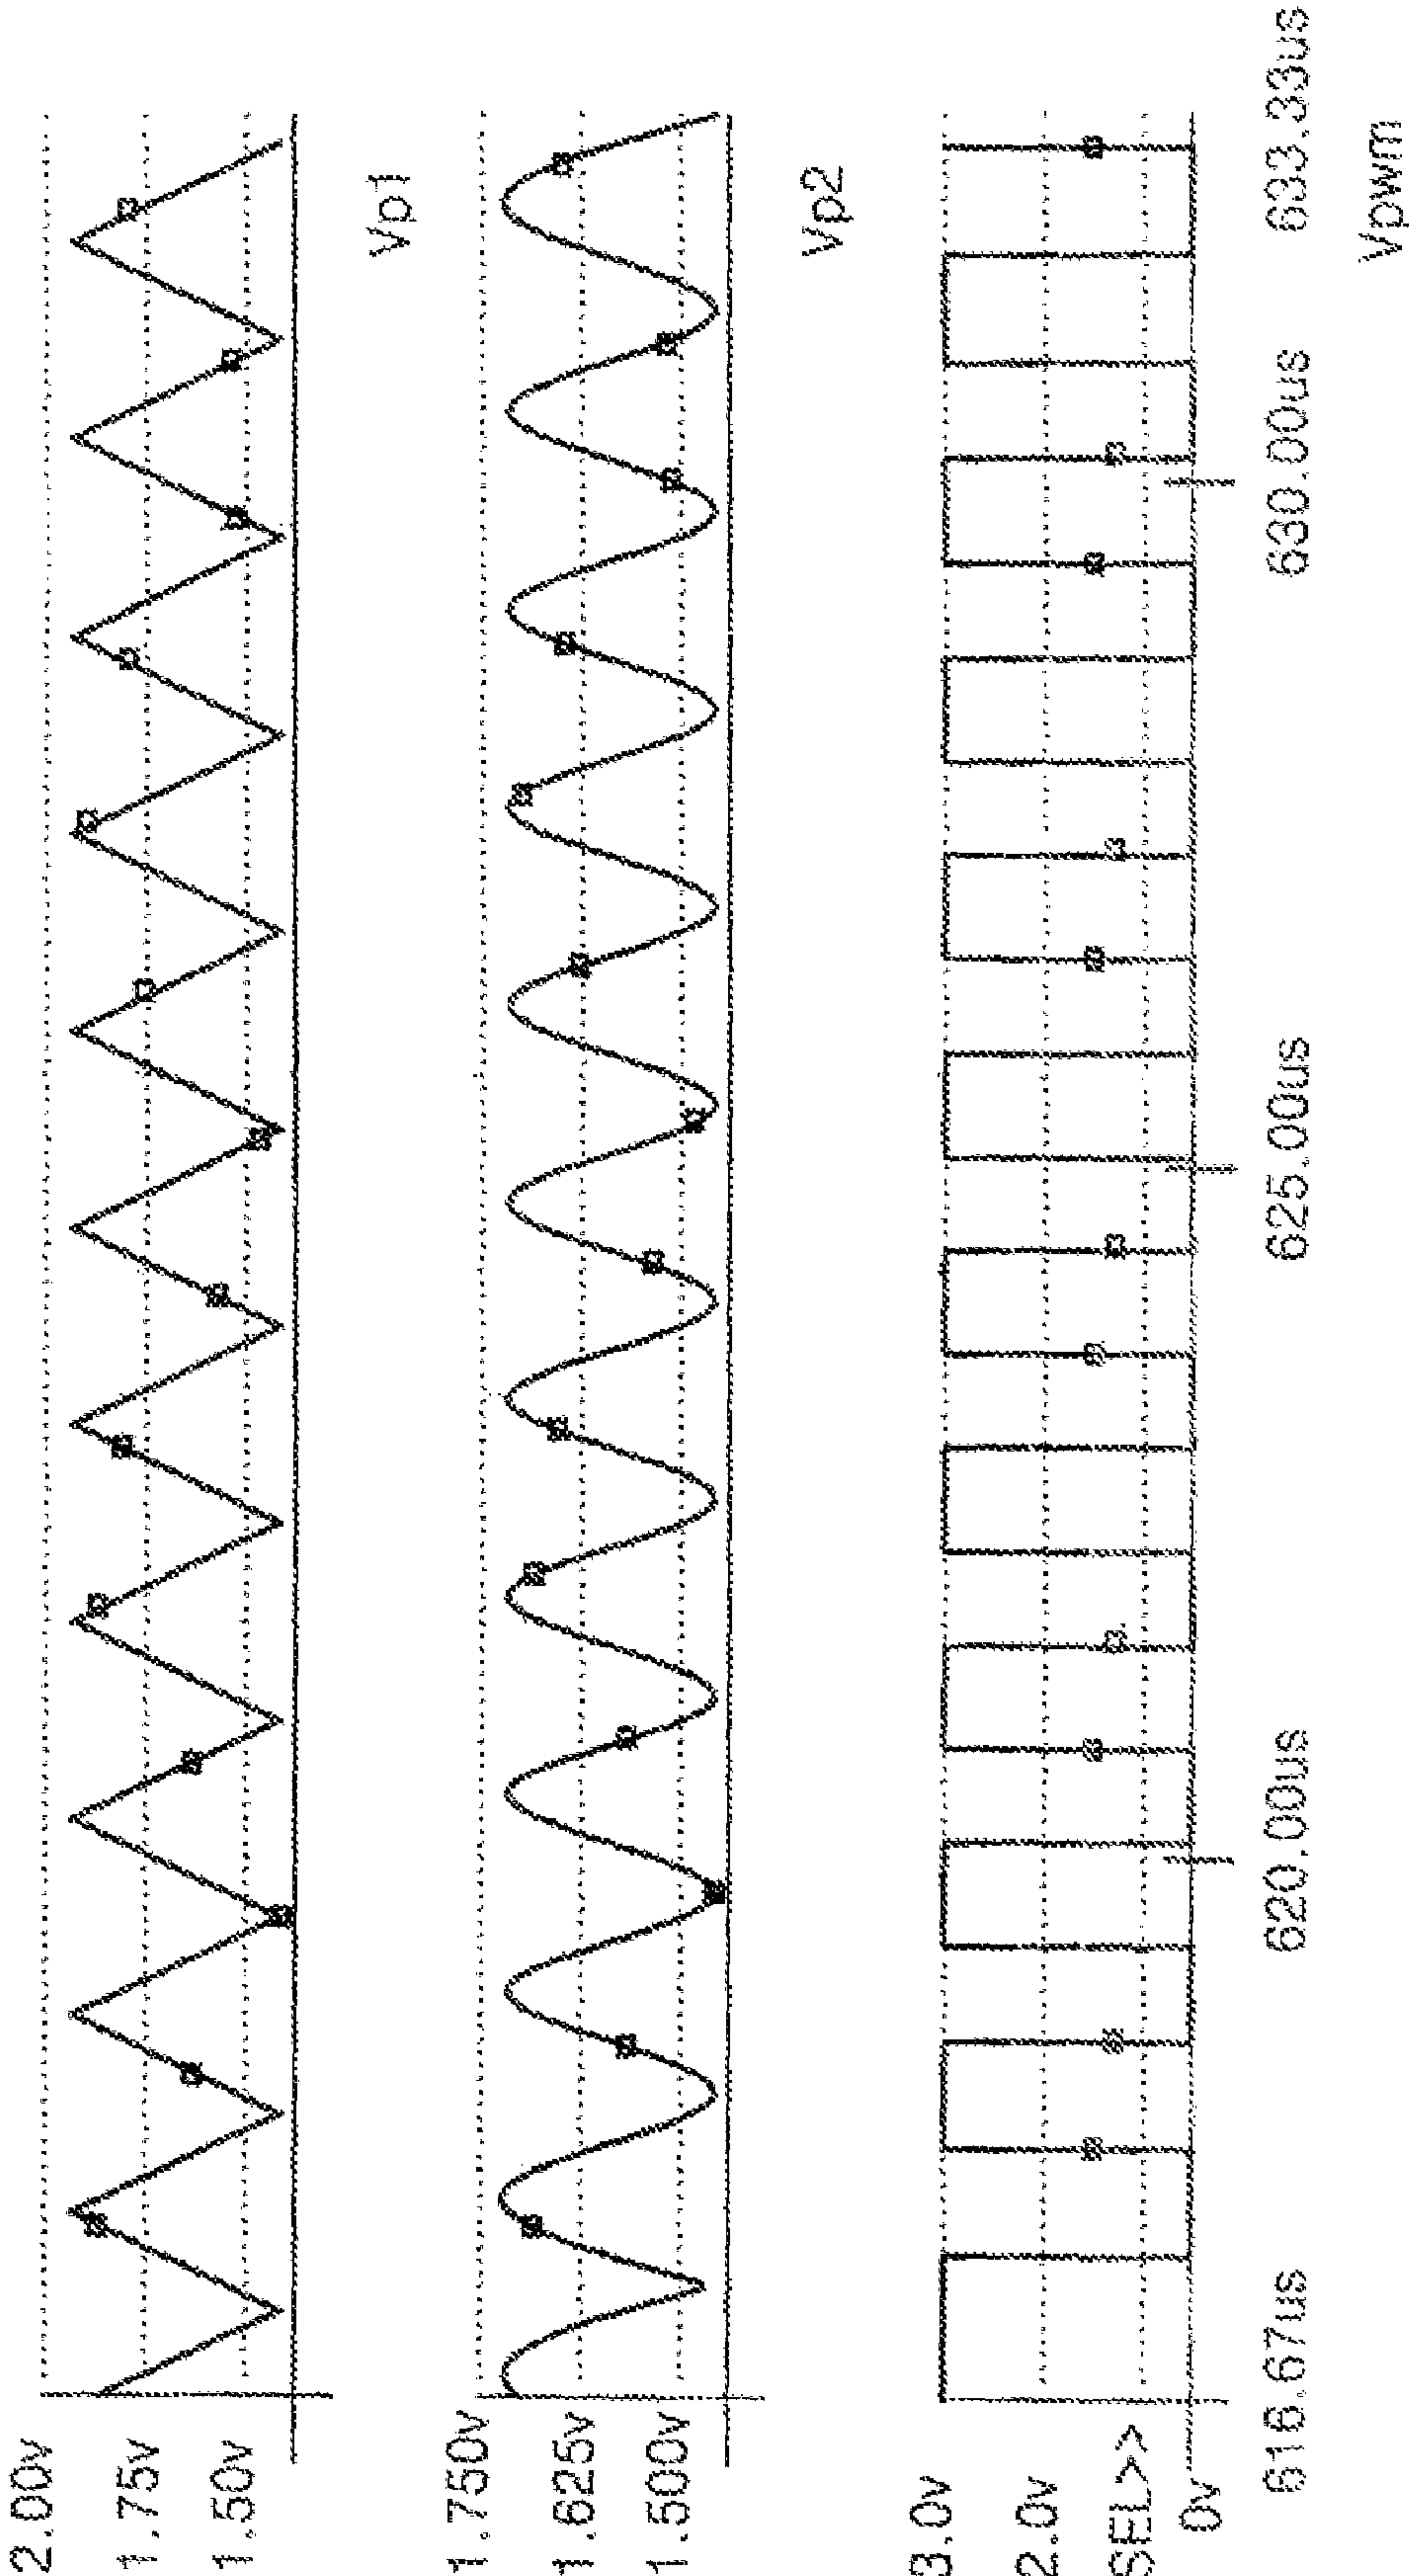 2.00v
1.75v
1.50v
Vp1
1.750v
1.625v
1.500v
Vp2
3.0v
2.0v
SEL>>
0v
616.67us
620.00us
625.00us
630.00us
633.33us
Vpwm